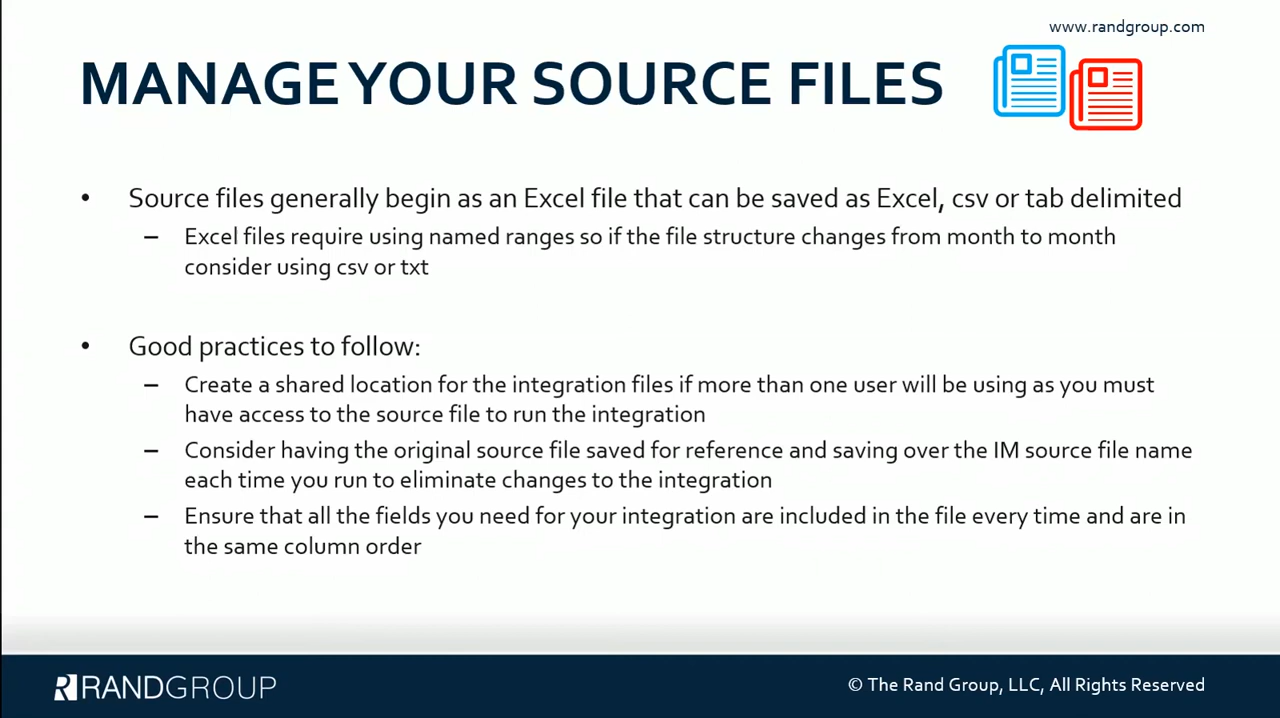 www.randgroup.com
MANAGE YOUR SOURCE FILES
• Source files generally begin as an Excel file that can be saved as Excel, csv or tab delimited
– Excel files require using named ranges so if the file structure changes from month to month
consider using csv or txt
• Good practices to follow:
– Create a shared location for the integration files if more than one user will be using as you must
have access to the source file to run the integration
– Consider having the original source file saved for reference and saving over the IM source file name
each time you run to eliminate changes to the integration
– Ensure that all the fields you need for your integration are included in the file every time and are in
the same column order
RANDGROUP
© The Rand Group, LLC, All Rights Reserved